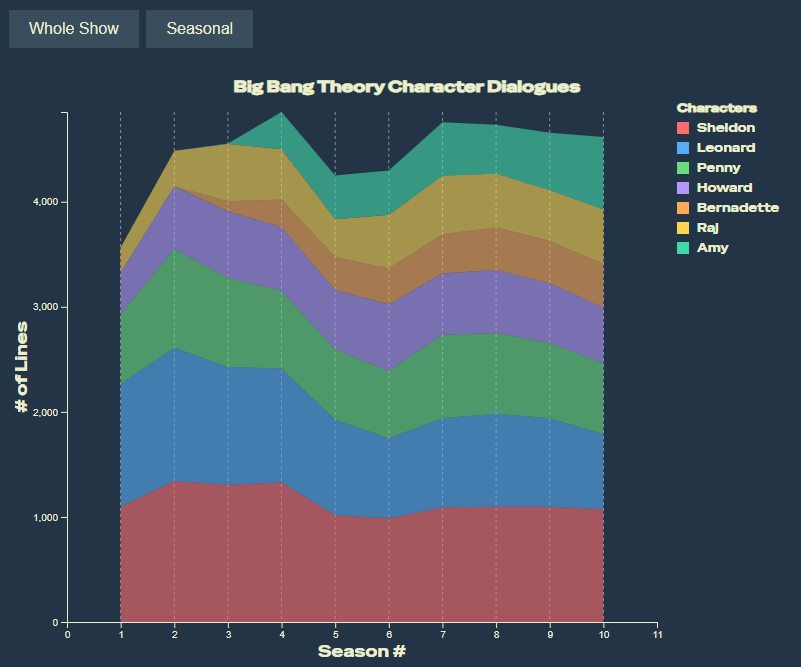 Whole Show
Seasonal
Big Bang Theory Character Dialogues
Characters
Sheldon
Leonard
Penny
Howard
Bernadette
Raj
Amy
# of Lines
4,000
3,000
2,000
1,000
0
0 1 2 3 4 5 6 7 8 9 10 11
Season #